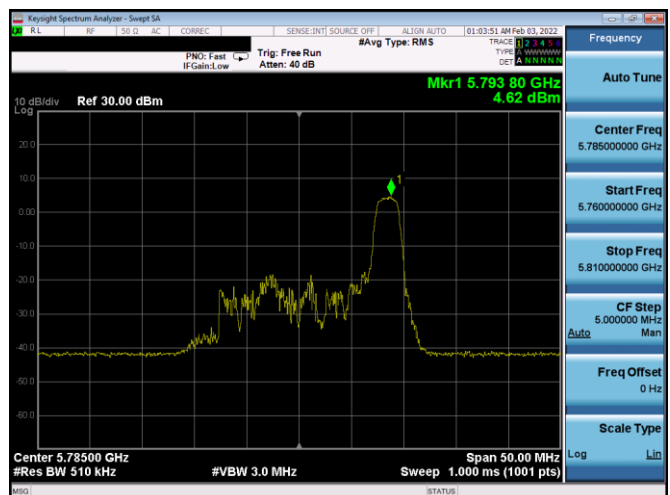 Keysight Spectrum Analyzer - Swept SA
RL RF 50 Ω AC CORREC SENSE:INT SOURCE OFF ALIGN AUTO 01:03:51 AM Feb 03, 2022
#Avg Type: RMS
TRACE 1 2 3 4 5 6
PNO: Fast Trig: Free Run
TYPE A WWWWW
IFGain:Low Atten: 40 dB
DET A N N N N N
Mkr1 5.793 80 GHz
4.62 dBm
10 dB/div Ref 30.00 dBm
Log
20.0
10.0
1
0.00
-10.0
-20.0
-30.0
-40.0
-50.0
-60.0
Center 5.78500 GHz Span 50.00 MHz
#Res BW 510 kHz #VBW 3.0 MHz Sweep 1.000 ms (1001 pts)
MSG STATUS
Frequency
Auto Tune
Center Freq
5.785000000 GHz
Start Freq
5.760000000 GHz
Stop Freq
5.810000000 GHz
CF Step
5.000000 MHz
Auto Man
Freq Offset
0 Hz
Scale Type
Log Lin